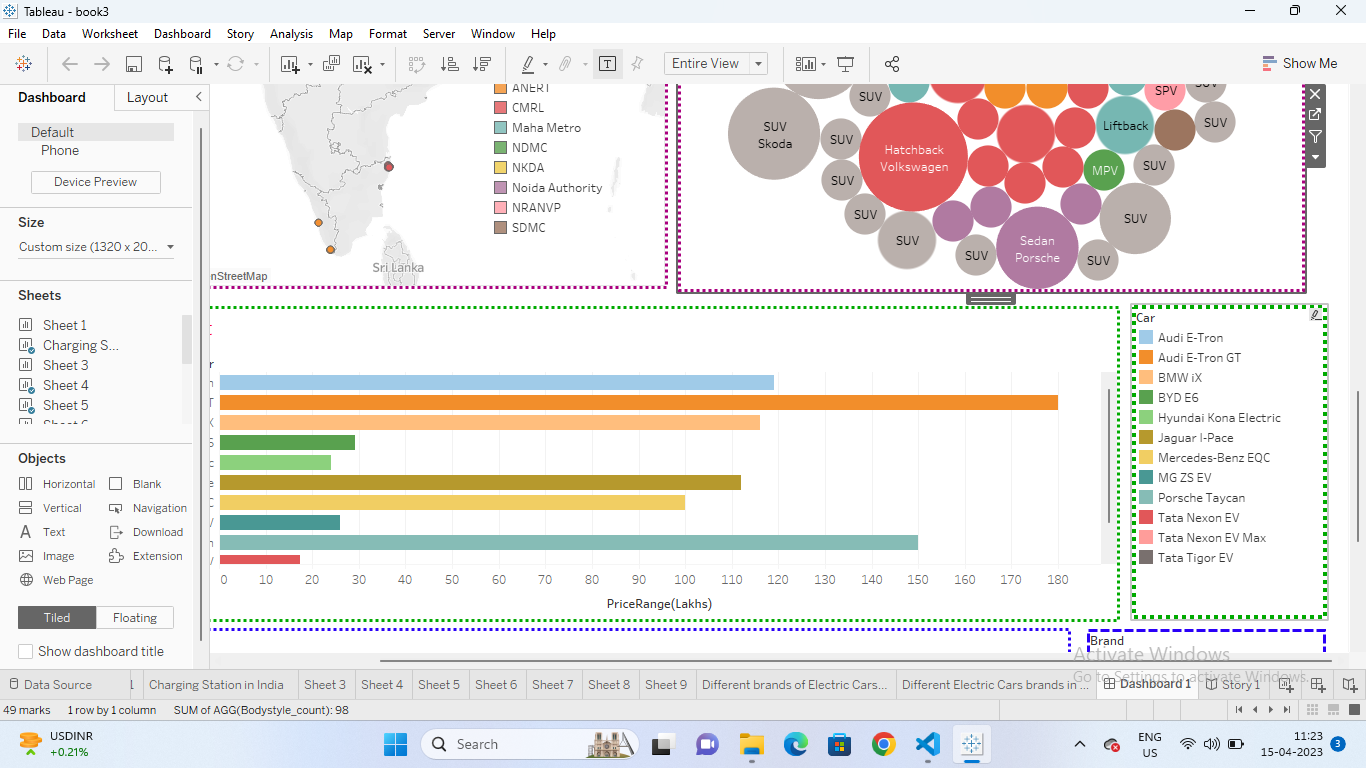 Tableau - book3
File Data Worksheet Dashboard Story Analysis Map Format Server Window Help
Entire View
Show Me
Dashboard Layout
Default
Phone
Device Preview
Size
Custom size (1320 x 20...
Sheets
Sheet 1
Charging S...
Sheet 3
Sheet 4
Sheet 5
Objects
Horizontal Blank
Vertical Navigation
Text Download
Image Extension
Web Page
Tiled Floating
Show dashboard title
ANERT
CMRL
Maha Metro
NDMC
NKDA
Noida Authority
NRANVP
SDMC
Sri Lanka
nStreetMap
SUV
SPV
SUV
SUV
Skoda
SUV
Hatchback
Volkswagen
Liftback
SUV
SUV
MPV
SUV
SUV
SUV
SUV
SUV
Sedan
Porsche
SUV
SUV
Car
Audi E-Tron
Audi E-Tron GT
BMW iX
BYD E6
Hyundai Kona Electric
Jaguar I-Pace
Mercedes-Benz EQC
MG ZS EV
Porsche Taycan
Tata Nexon EV
Tata Nexon EV Max
Tata Tigor EV
0 10 20 30 40 50 60 70 80 90 100 110 120 130 140 150 160 170 180
PriceRange(Lakhs)
Brand
Activate Windows
Go to Settings to activate Windows.
Data Source 1 Charging Station in India Sheet 3 Sheet 4 Sheet 5 Sheet 6 Sheet 7 Sheet 8 Sheet 9 Different brands of Electric Cars... Different Electric Cars brands in ... Dashboard 1 Story 1
49 marks 1 row by 1 column SUM of AGG(Bodystyle_count): 98
USDINR
+0.21%
Search
ENG
US
11:23
15-04-2023
3